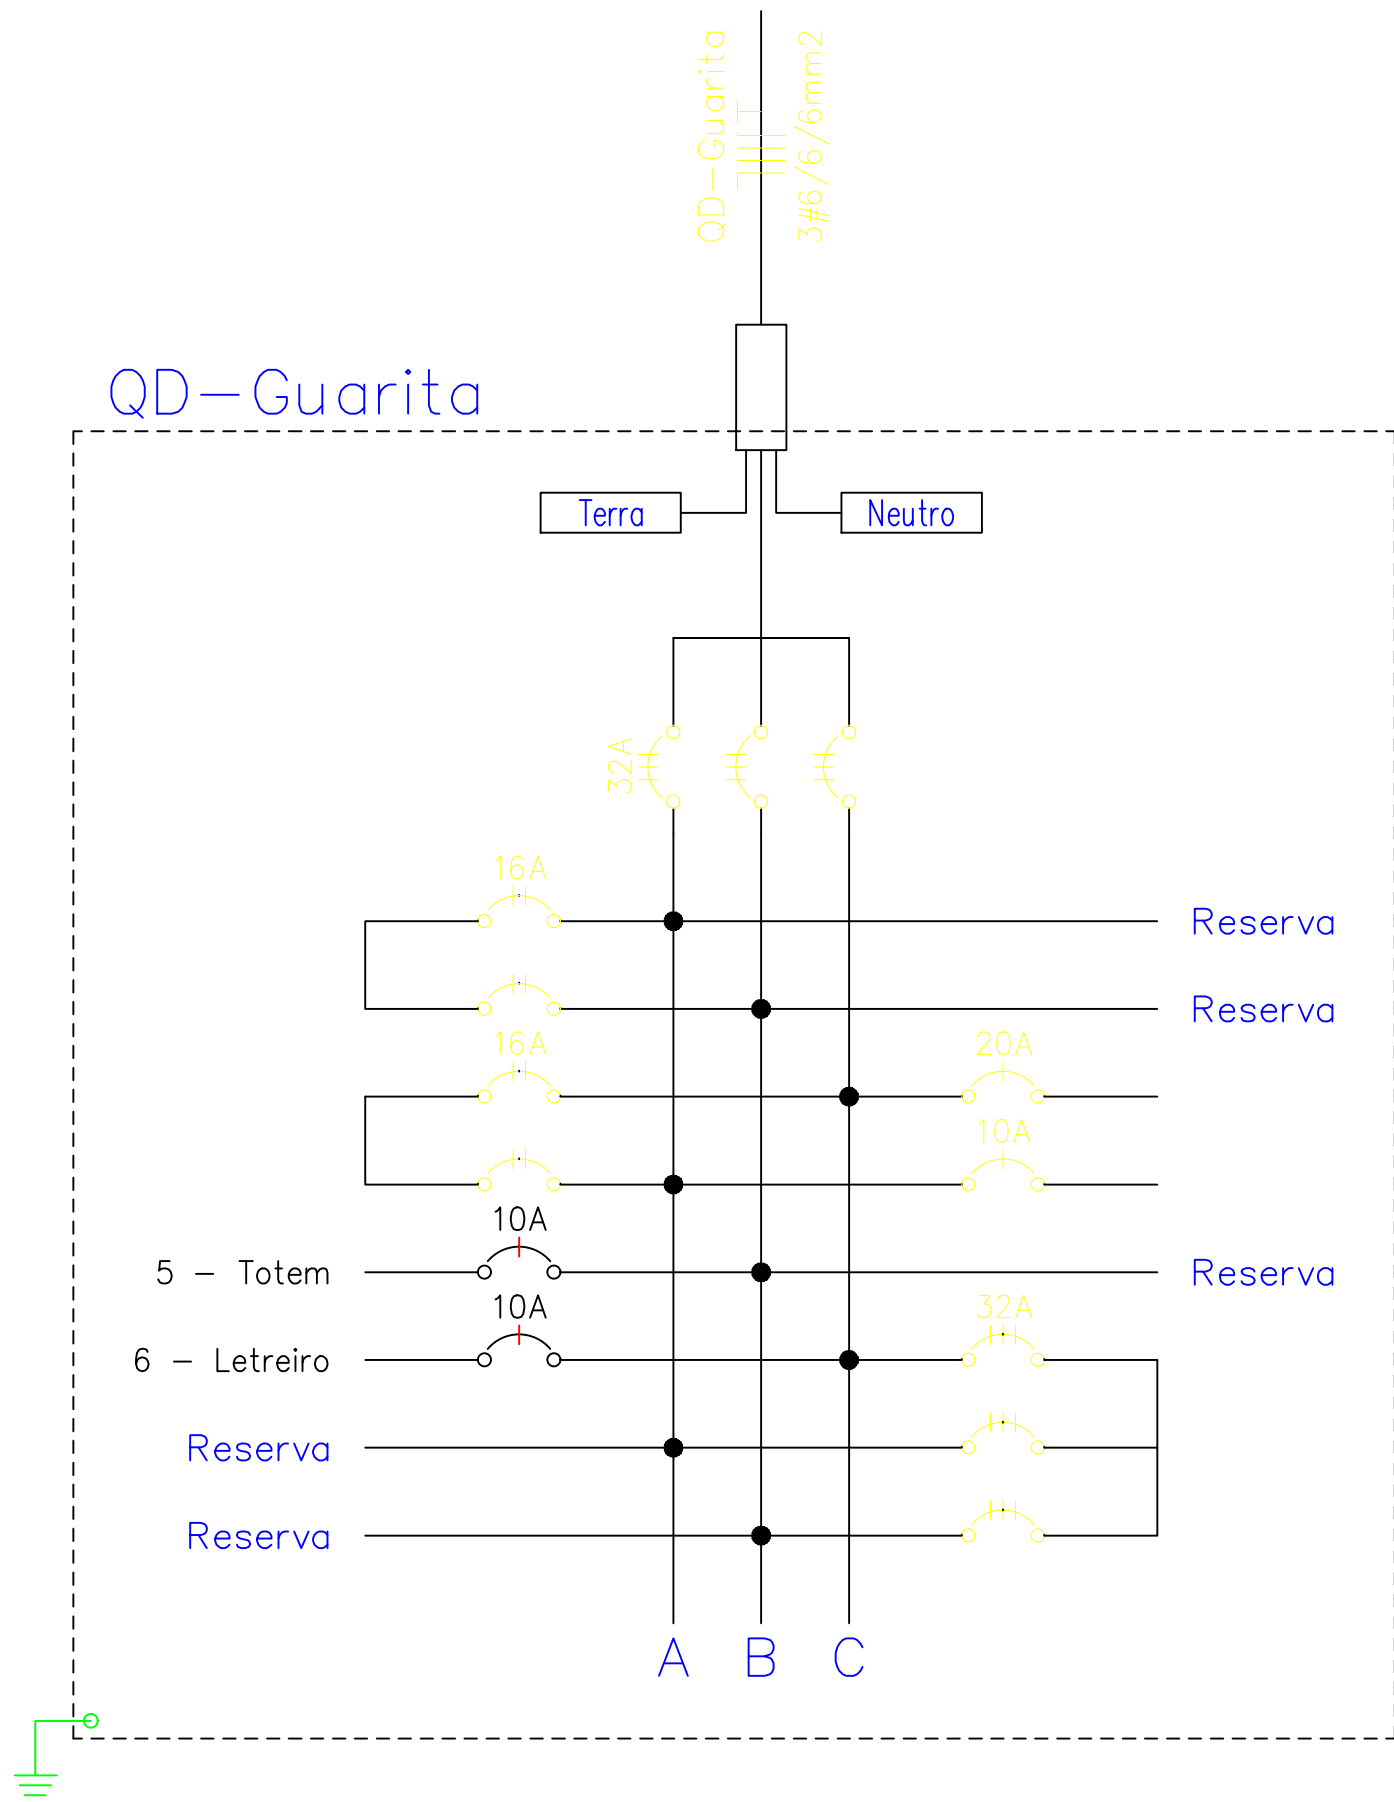 QD-Guarita
3#6/6/6mm2
QD-Guarita
Terra
Neutro
32A
16A
Reserva
Reserva
16A
20A
10A
10A
5 - Totem
Reserva
10A
32A
6 - Letreiro
Reserva
Reserva
A B C